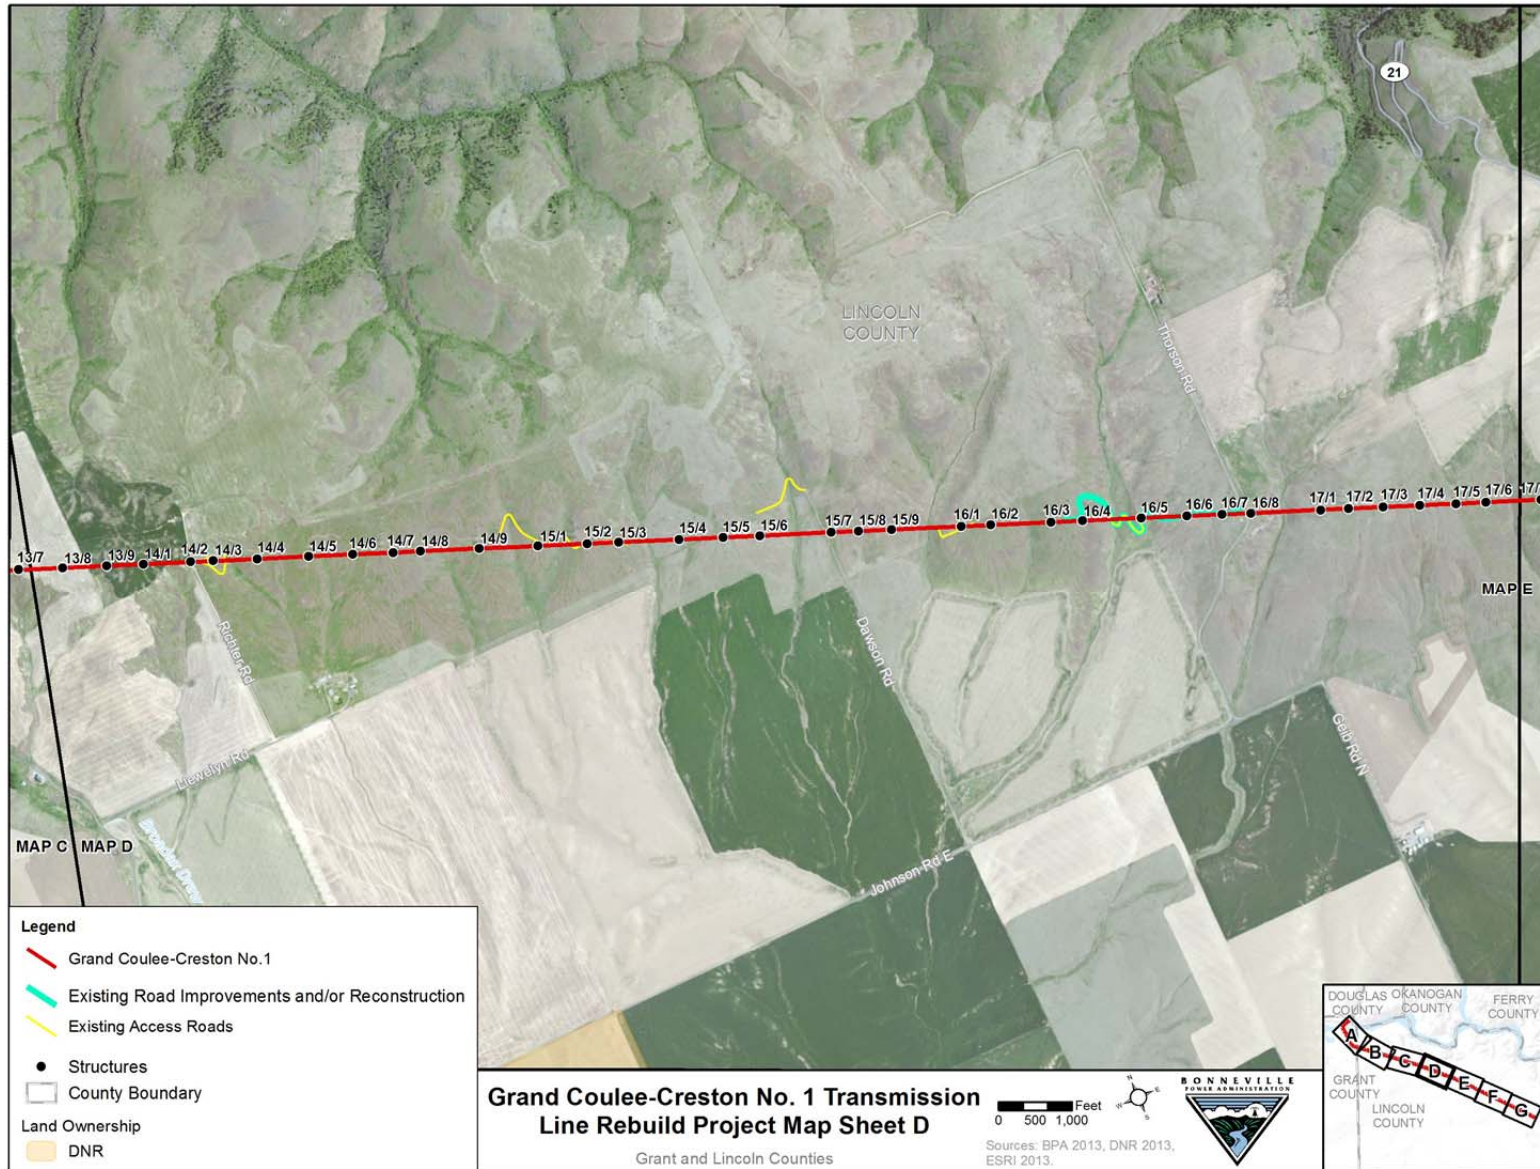 21
LINCOLN
COUNTY
Thorson Rd
13/7
13/8
13/9
14/1
14/2
14/3
14/4
14/5
14/6
14/7
14/8
14/9
15/1
15/2
15/3
15/4
15/5
15/6
15/7
15/8
15/9
16/1
16/2
16/3
16/4
16/5
16/6
16/7
16/8
17/1
17/2
17/3
17/4
17/5
17/6
MAP E
Richter Rd
Dawson Rd
Geib Rd N
Llewelyn Rd
Johnson Rd E
MAP C
MAP D
Legend
Grand Coulee-Creston No.1
Existing Road Improvements and/or Reconstruction
Existing Access Roads
Structures
County Boundary
Land Ownership
DNR
Grand Coulee-Creston No. 1 Transmission
Line Rebuild Project Map Sheet D
Grant and Lincoln Counties
Feet
0 500 1,000
Sources: BPA 2013, DNR 2013,
ESRI 2013.
N
E
S
W
BONNEVILLE
POWER ADMINISTRATION
DOUGLAS
COUNTY
OKANOGAN
COUNTY
FERRY
COUNTY
A
B
C
D
E
F
G
GRANT
COUNTY
LINCOLN
COUNTY